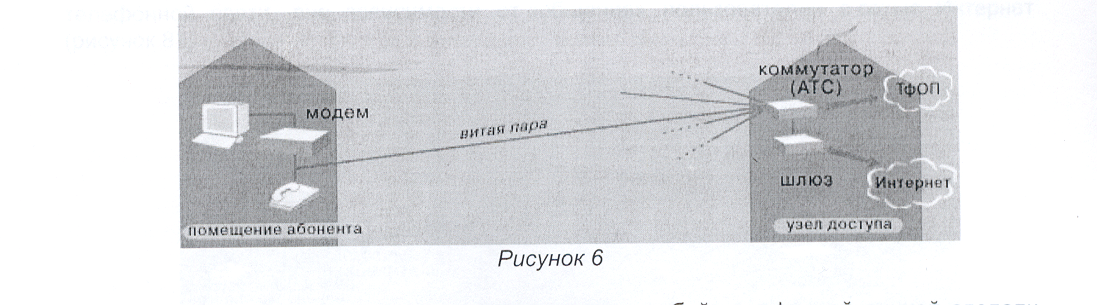 коммутатор
(АТС)
ТфОП
модем
витая пара
шлюз
Интернет
помещение абонента
узел доступа
Рисунок 6